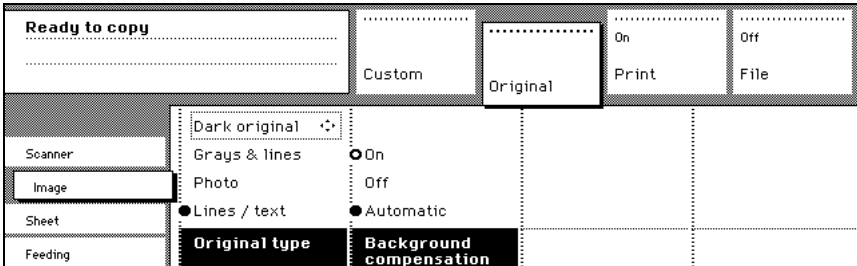 Ready to copy
Custom
Original
On
Print
Off
File
Scanner
Image
Sheet
Feeding
Dark original
Grays & lines
Photo
Lines / text
Original type
On
Off
Automatic
Background
compensation